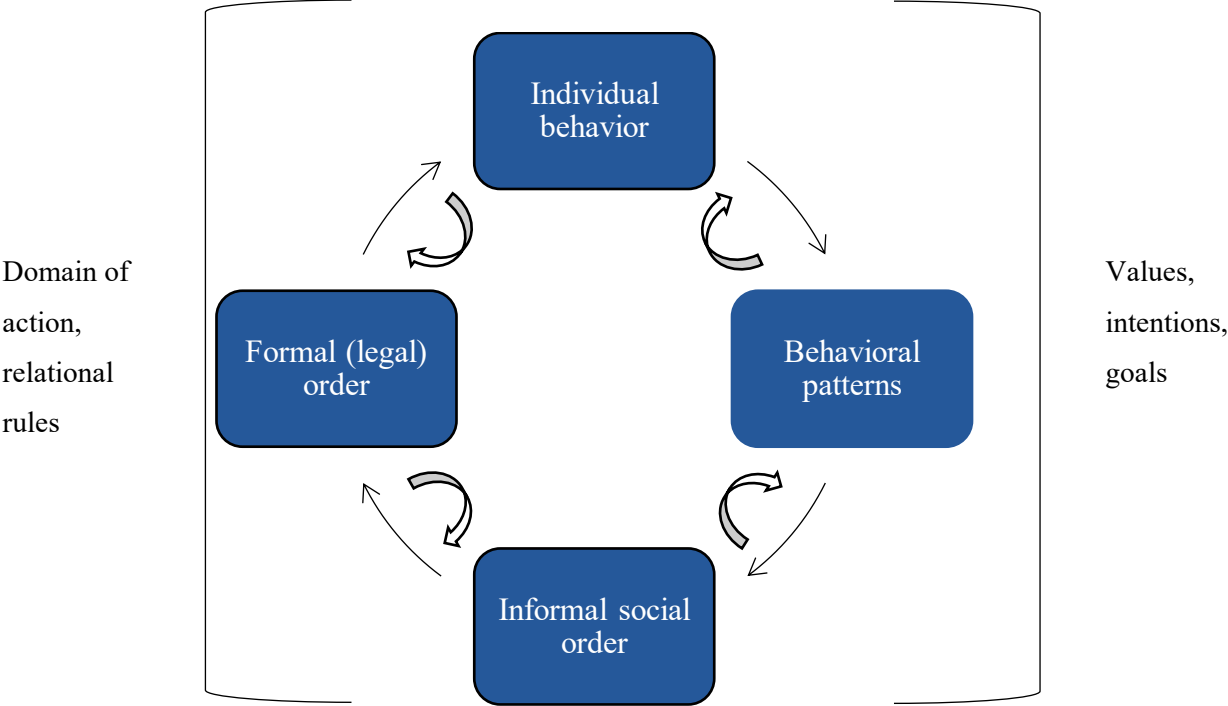 Individual
behavior
Domain of
action,
relational
rules
Formal (legal)
order
Behavioral
patterns
Values,
intentions,
goals
Informal social
order